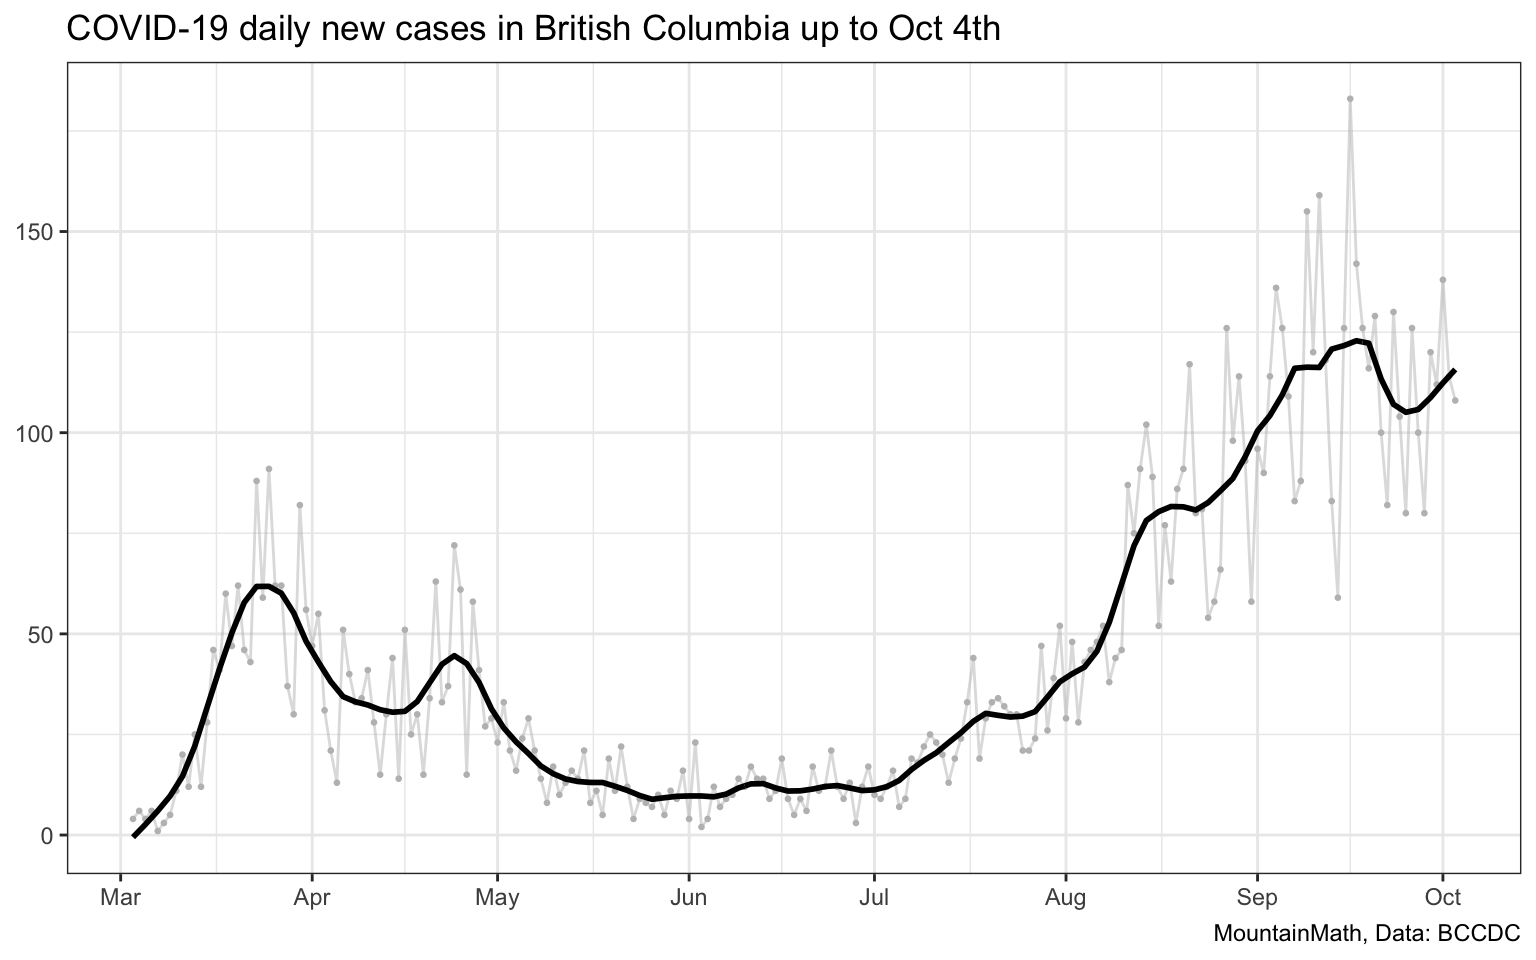 COVID-19 daily new cases in British Columbia up to Oct 4th
150
100
50
0
Mar Apr May Jun Jul Aug Sep Oct
MountainMath, Data: BCCDC